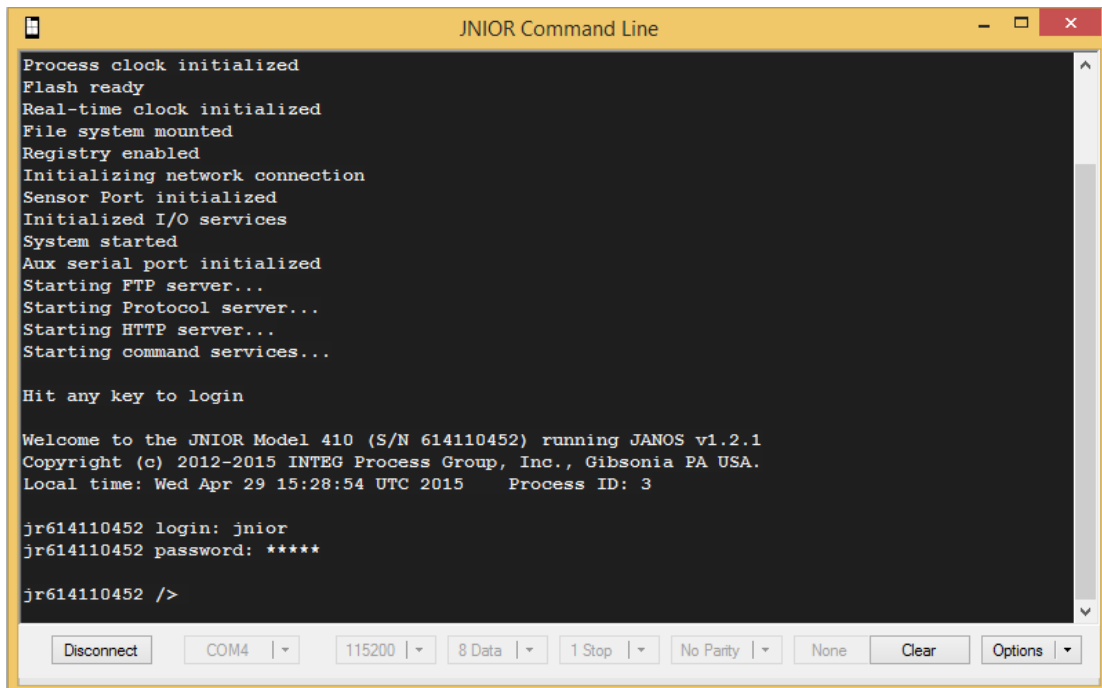 JNIOR Command Line
Process clock initialized
Flash ready
Real-time clock initialized
File system mounted
Registry enabled
Initializing network connection
Sensor Port initialized
Initialized I/O services
System started
Aux serial port initialized
Starting FTP server...
Starting Protocol server...
Starting HTTP server...
Starting command services...
Hit any key to login
Welcome to the JNIOR Model 410 (S/N 614110452) running JANOS v1.2.1
Copyright (c) 2012-2015 INTEG Process Group, Inc., Gibsonia PA USA.
Local time: Wed Apr 29 15:28:54 UTC 2015    Process ID: 3
jr614110452 login: jnior
jr614110452 password: *****
jr614110452 />
Disconnect COM4 115200 8 Data 1 Stop No Parity None Clear Options